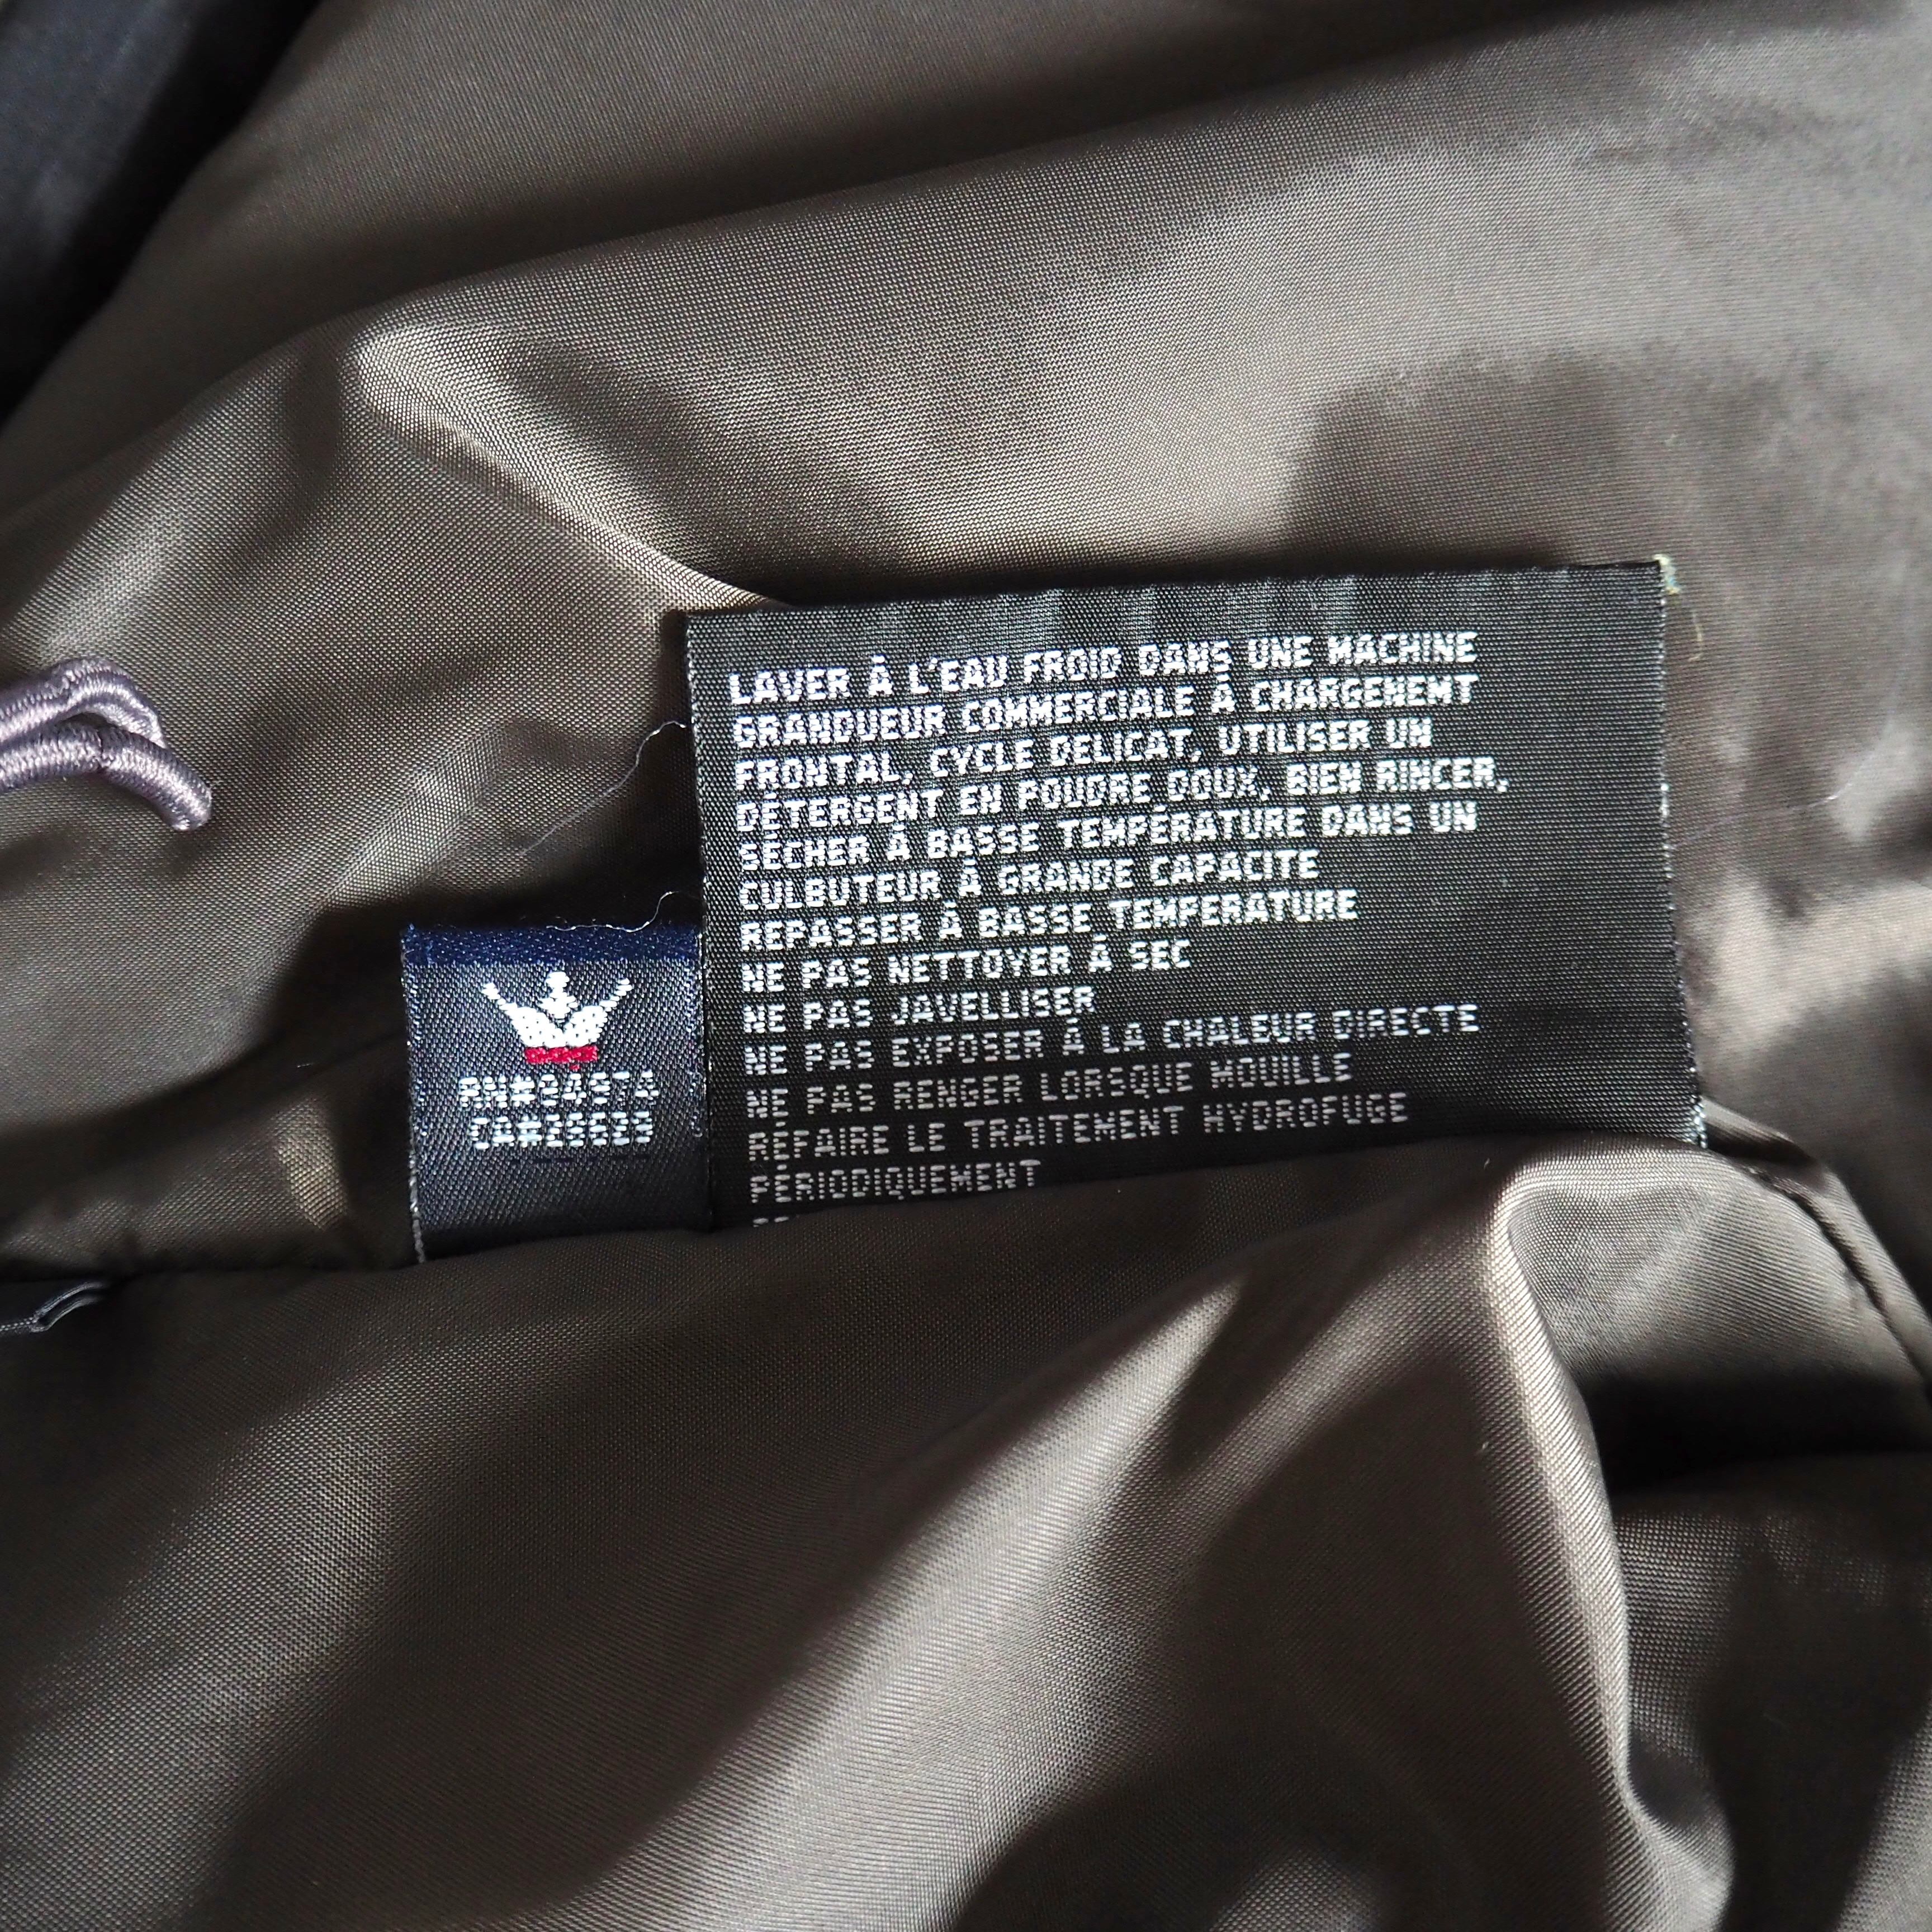 LAVER À L'EAU FROID DANS UNE MACHINE
GRANDUEUR COMMERCIALE À CHARGEMENT
FRONTAL, CYCLE DELICAT, UTILISER UN
DÉTERGENT EN POUDRE DOUX, BIEN RINCER,
SÉCHER À BASSE TEMPÉRATURE DANS UN
CULBUTEUR À GRANDE CAPACITE
REPASSER À BASSE TEMPERATURE
NE PAS NETTOYER À SEC
NE PAS JAVELLISER
NE PAS EXPOSER À LA CHALEUR DIRECTE
NE PAS RENGER LORSQUE MOUILLE
RÉFAIRE LE TRAITEMENT HYDROFUGE
PÉRIODIQUEMENT